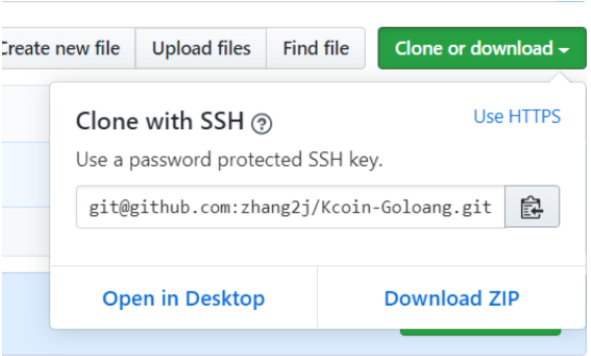 Create new file Upload files Find file Clone or download
Clone with SSH ? Use HTTPS
Use a password protected SSH key.
git@github.com:zhang2j/Kcoin-Goloang.git
Open in Desktop Download ZIP